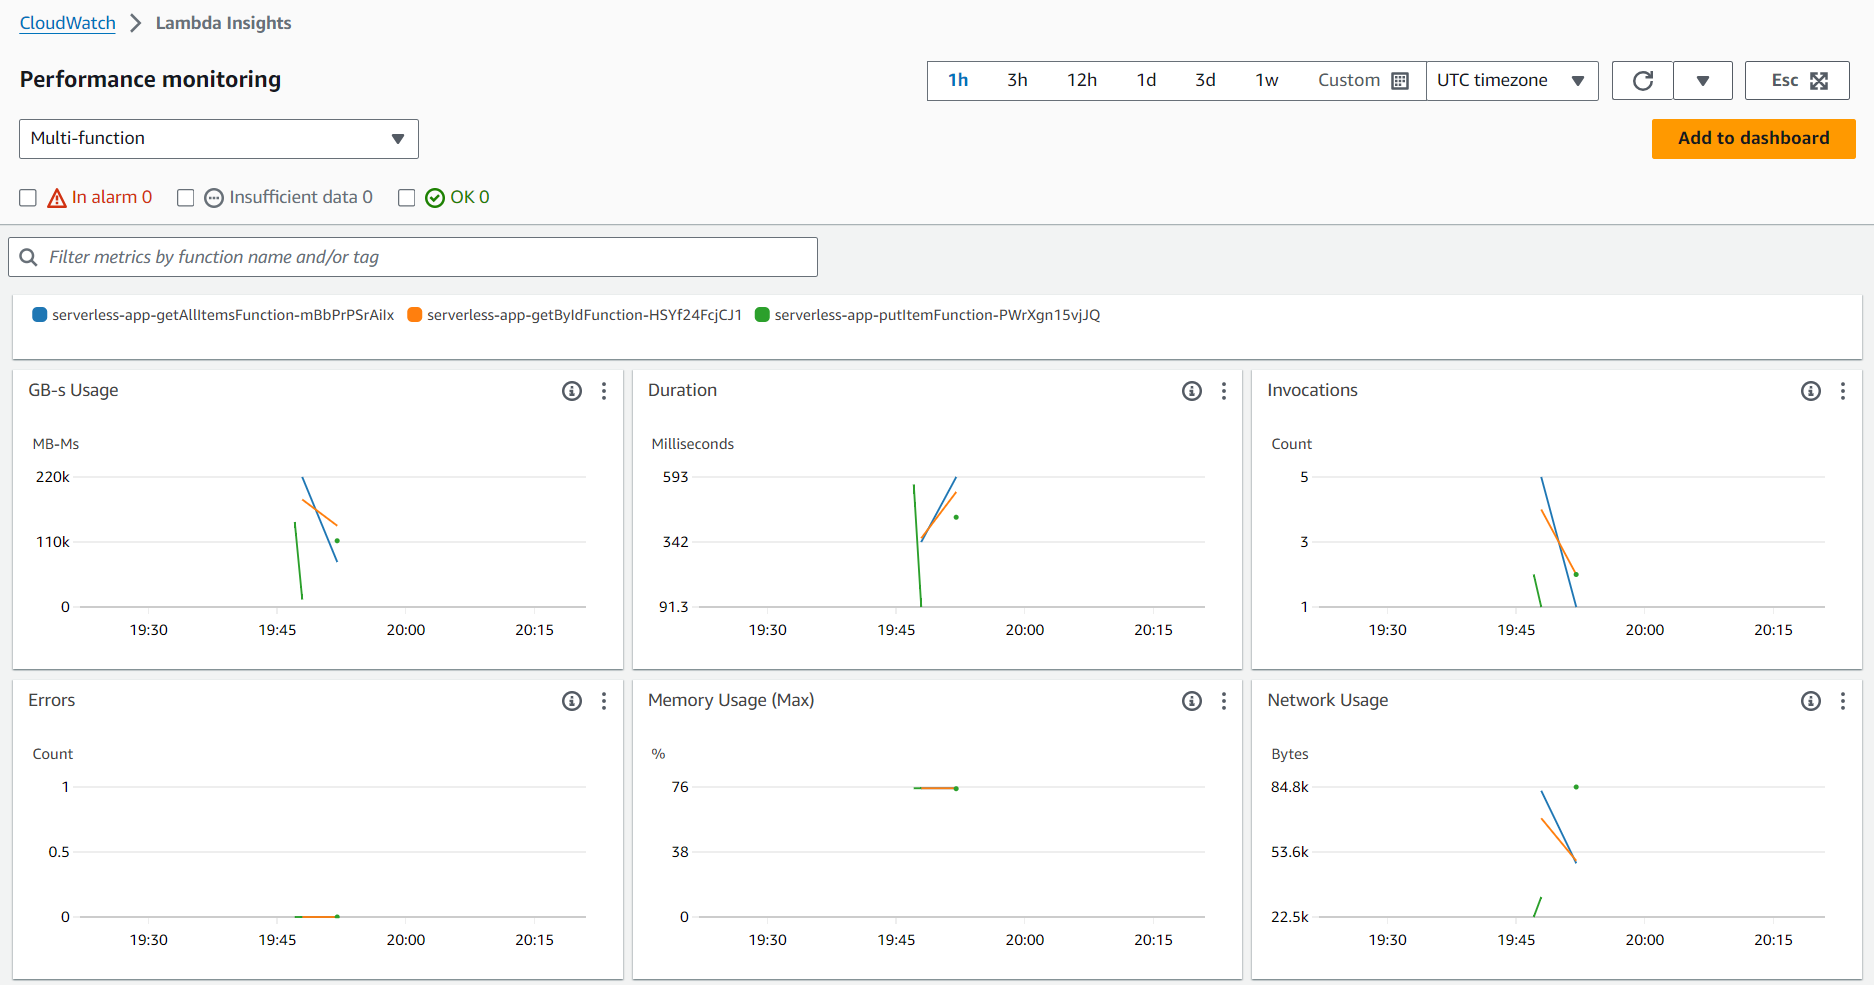 CloudWatch > Lambda Insights
Performance monitoring
1h 3h 12h 1d 3d 1w Custom UTC timezone Esc
Multi-function
Add to dashboard
In alarm 0 Insufficient data 0 OK 0
Filter metrics by function name and/or tag
serverless-app-getAllItemsFunction-mBbPrPSrAiIx serverless-app-getByIdFunction-HSYf24FcjCJ1 serverless-app-putItemFunction-PWrXgn15vjJQ
GB-s Usage
MB-Ms
220k
110k
0
19:30 19:45 20:00 20:15
Duration
Milliseconds
593
342
91.3
19:30 19:45 20:00 20:15
Invocations
Count
5
3
1
19:30 19:45 20:00 20:15
Errors
Count
1
0.5
0
19:30 19:45 20:00 20:15
Memory Usage (Max)
%
76
38
0
19:30 19:45 20:00 20:15
Network Usage
Bytes
84.8k
53.6k
22.5k
19:30 19:45 20:00 20:15